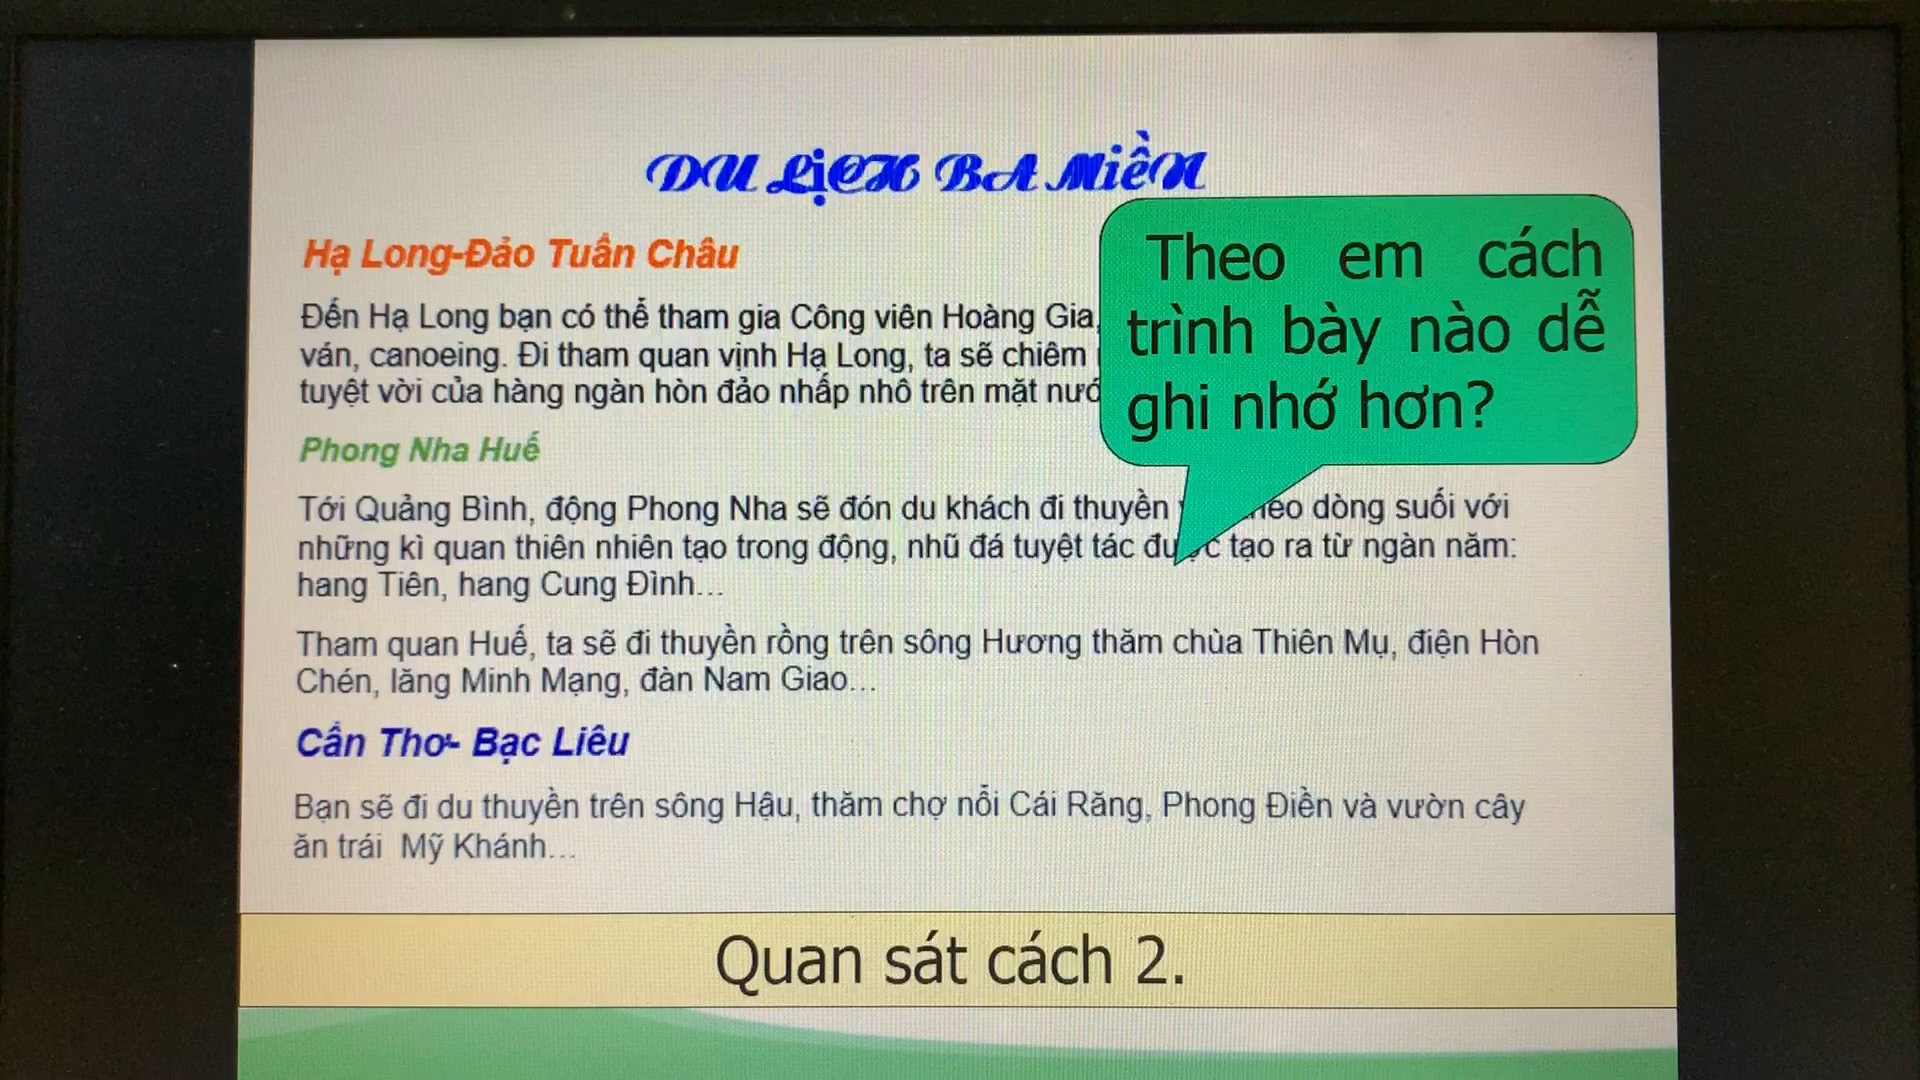 DU LỊCH BA MIỀN
Hạ Long-Đảo Tuần Châu
Đến Hạ Long bạn có thể tham gia Công viên Hoàng Gia,
ván, canoeing. Đi tham quan vịnh Hạ Long, ta sẽ chiêm
tuyệt vời của hàng ngàn hòn đảo nhấp nhô trên mặt
Theo em cách
trình bày nào dễ
ghi nhớ hơn?
Phong Nha Huế
Tới Quảng Bình, động Phong Nha sẽ đón du khách đi thuyền dòng suối với
những kì quan thiên nhiên tạo trong động, nhũ đá tuyệt tác được tạo ra từ ngàn năm:
hang Tiên, hang Cung Đình...
Tham quan Huế, ta sẽ đi thuyền rồng trên sông Hương thăm chùa Thiên Mụ, điện Hòn
Chén, lăng Minh Mạng, đàn Nam Giao...
Cần Thơ- Bạc Liêu
Bạn sẽ đi du thuyền trên sông Hậu, thăm chợ nổi Cái Răng, Phong Điền và vườn cây
ăn trái Mỹ Khánh...
Quan sát cách 2.